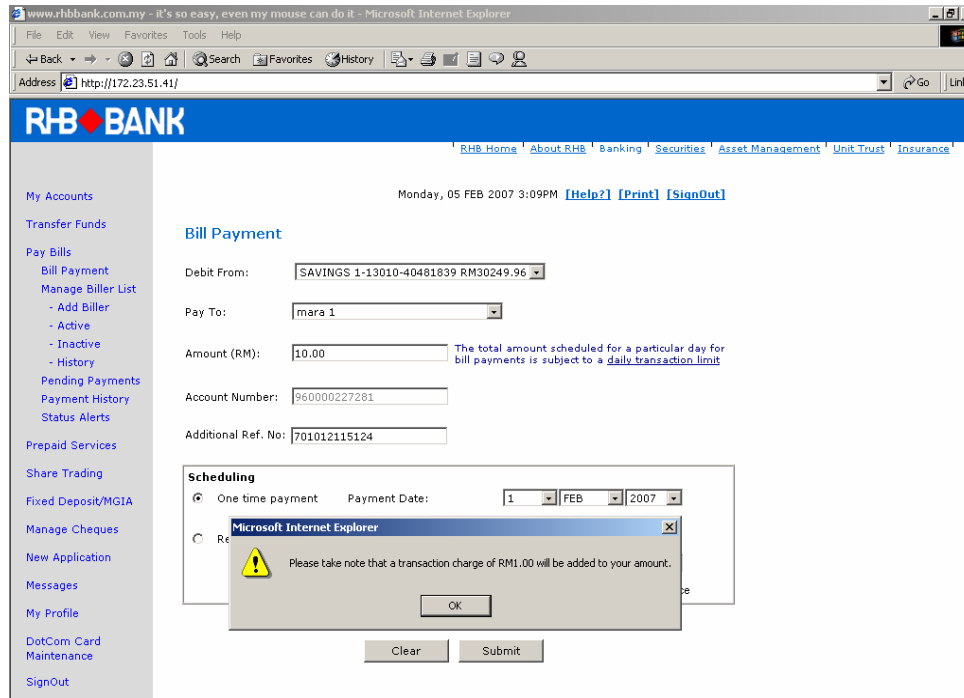 www.rhbbank.com.my - it's so easy, even my mouse can do it - Microsoft Internet Explorer
File Edit View Favorites Tools Help
Back Search Favorites History
Address http://172.23.51.41/ Go
RHB BANK
RHB Home About RHB Banking Securities Asset Management Unit Trust Insurance
Monday, 05 FEB 2007 3:09PM [Help?] [Print] [SignOut]
My Accounts
Transfer Funds
Pay Bills
Bill Payment
Manage Biller List
- Add Biller
- Active
- Inactive
- History
Pending Payments
Payment History
Status Alerts
Prepaid Services
Share Trading
Fixed Deposit/MGIA
Manage Cheques
New Application
Messages
My Profile
DotCom Card
Maintenance
SignOut
Bill Payment
Debit From: SAVINGS 1-13010-40481839 RM30249.96
Pay To: mara 1
Amount (RM): 10.00
The total amount scheduled for a particular day for
bill payments is subject to a daily transaction limit
Account Number: 960000227281
Additional Ref. No: 701012115124
Scheduling
One time payment Payment Date: 1 FEB 2007
Microsoft Internet Explorer
Please take note that a transaction charge of RM1.00 will be added to your amount.
OK
Clear Submit